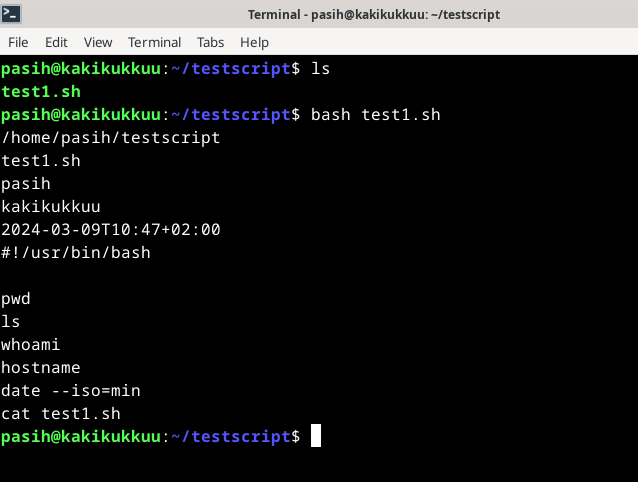 Terminal - pasih@kakikukkuu: ~/testscript
File Edit View Terminal Tabs Help
pasih@kakikukkuu:~/testscript$ ls
test1.sh
pasih@kakikukkuu:~/testscript$ bash test1.sh
/home/pasih/testscript
test1.sh
pasih
kakikukkuu
2024-03-09T10:47+02:00
#!/usr/bin/bash

pwd
ls
whoami
hostname
date --iso=min
cat test1.sh
pasih@kakikukkuu:~/testscript$